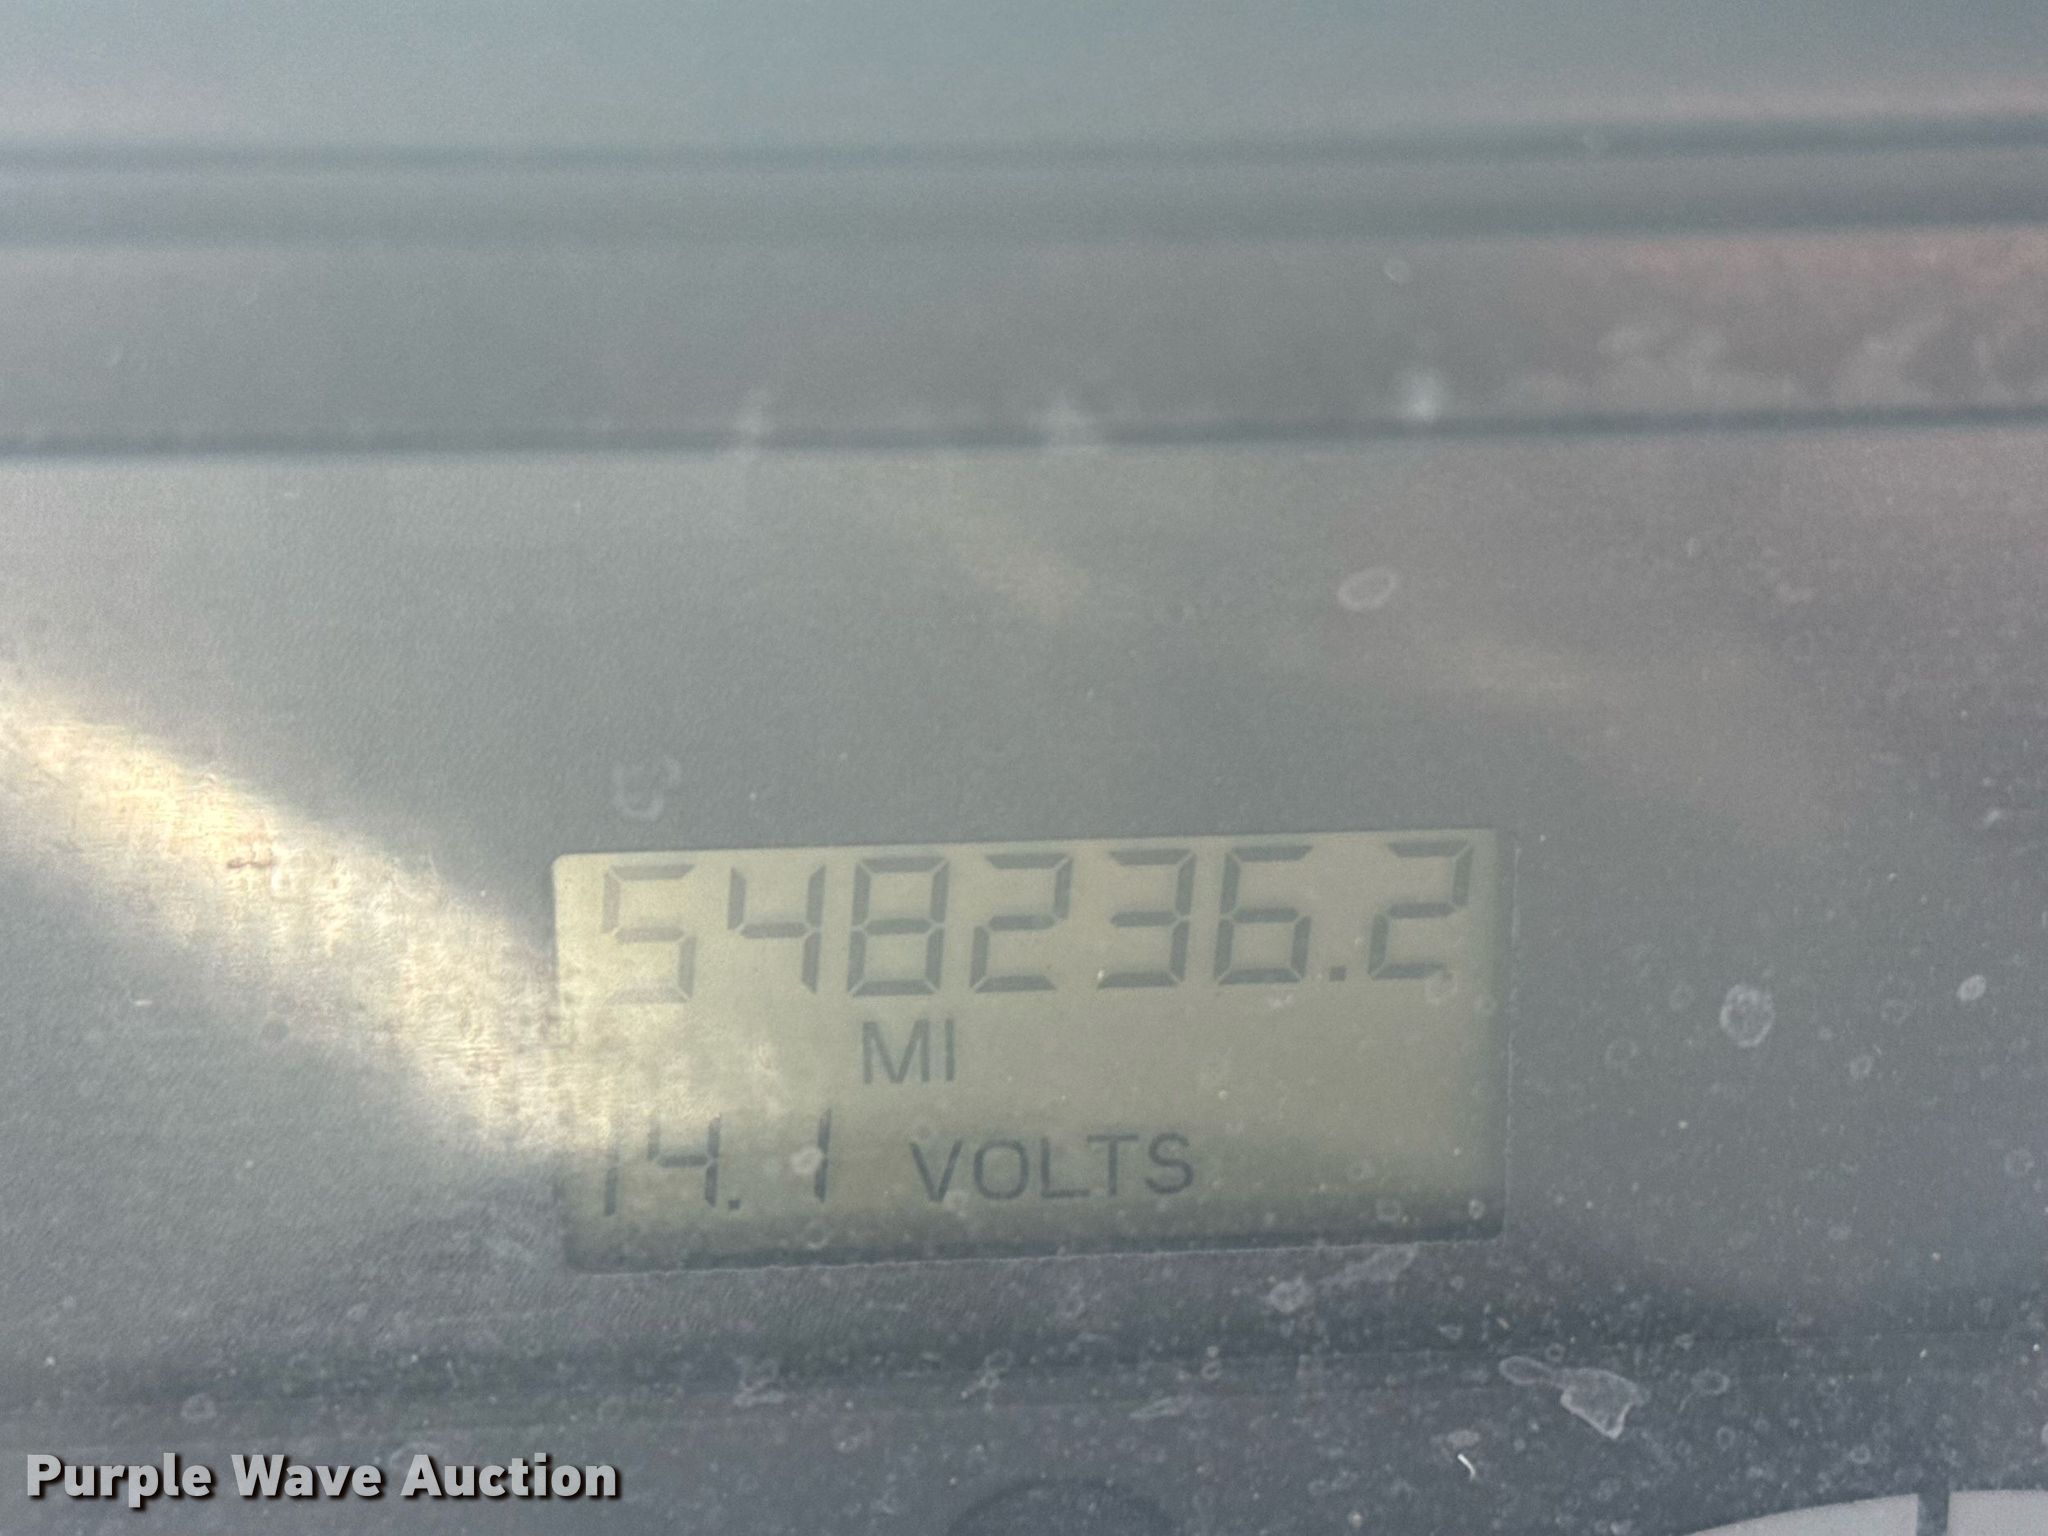 548236.2
MI
14.1 VOLTS
Purple Wave Auction